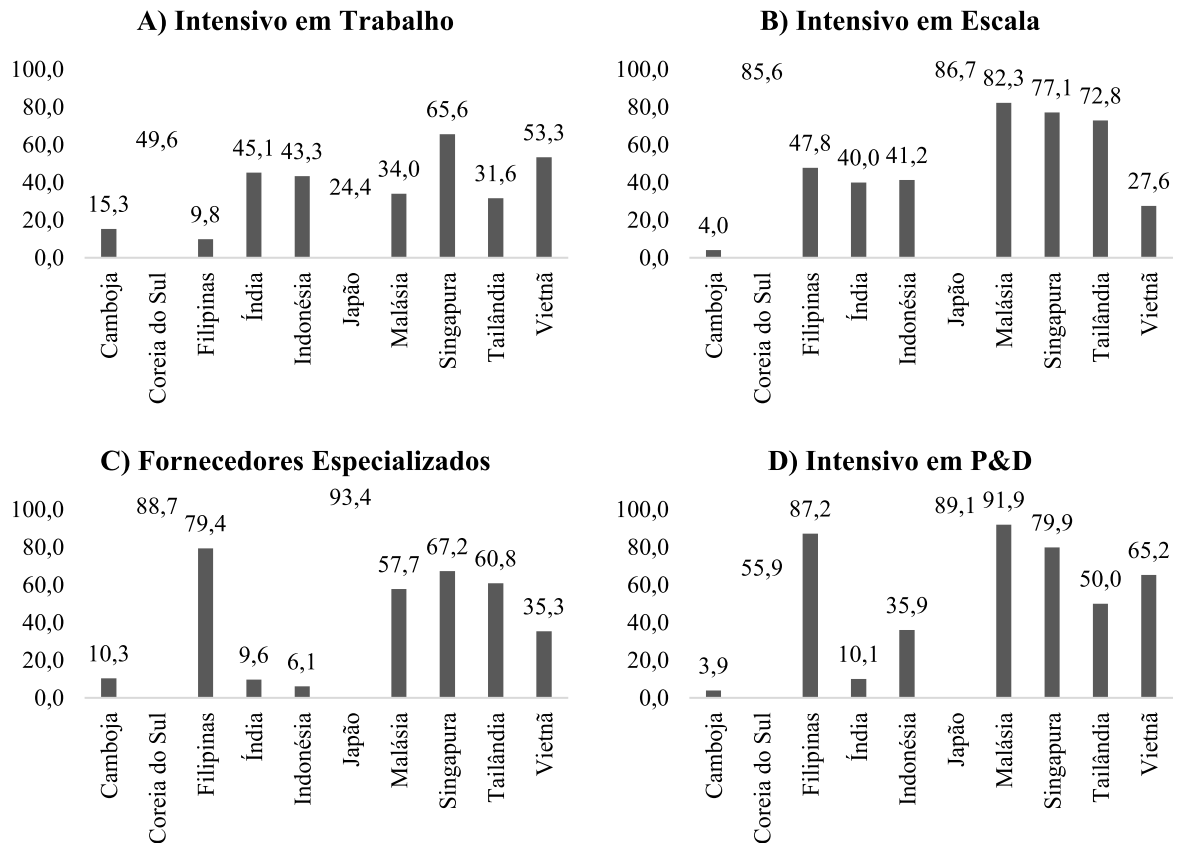 A) Intensivo em Trabalho
100,0
80,0
60,0
40,0
20,0
0,0
15,3
49,6
9,8
45,1
43,3
24,4
34,0
65,6
31,6
53,3
Camboja
Coreia do Sul
Filipinas
Índia
Indonésia
Japão
Malásia
Singapura
Tailândia
Vietnã
B) Intensivo em Escala
100,0
80,0
60,0
40,0
20,0
0,0
4,0
85,6
47,8
40,0
41,2
86,7
82,3
77,1
72,8
27,6
Camboja
Coreia do Sul
Filipinas
Índia
Indonésia
Japão
Malásia
Singapura
Tailândia
Vietnã
C) Fornecedores Especializados
100,0
80,0
60,0
40,0
20,0
0,0
10,3
88,7
79,4
9,6
6,1
93,4
57,7
67,2
60,8
35,3
Camboja
Coreia do Sul
Filipinas
Índia
Indonésia
Japão
Malásia
Singapura
Tailândia
Vietnã
D) Intensivo em P&D
100,0
80,0
60,0
40,0
20,0
0,0
3,9
55,9
87,2
10,1
35,9
89,1
91,9
79,9
50,0
65,2
Camboja
Coreia do Sul
Filipinas
Índia
Indonésia
Japão
Malásia
Singapura
Tailândia
Vietnã